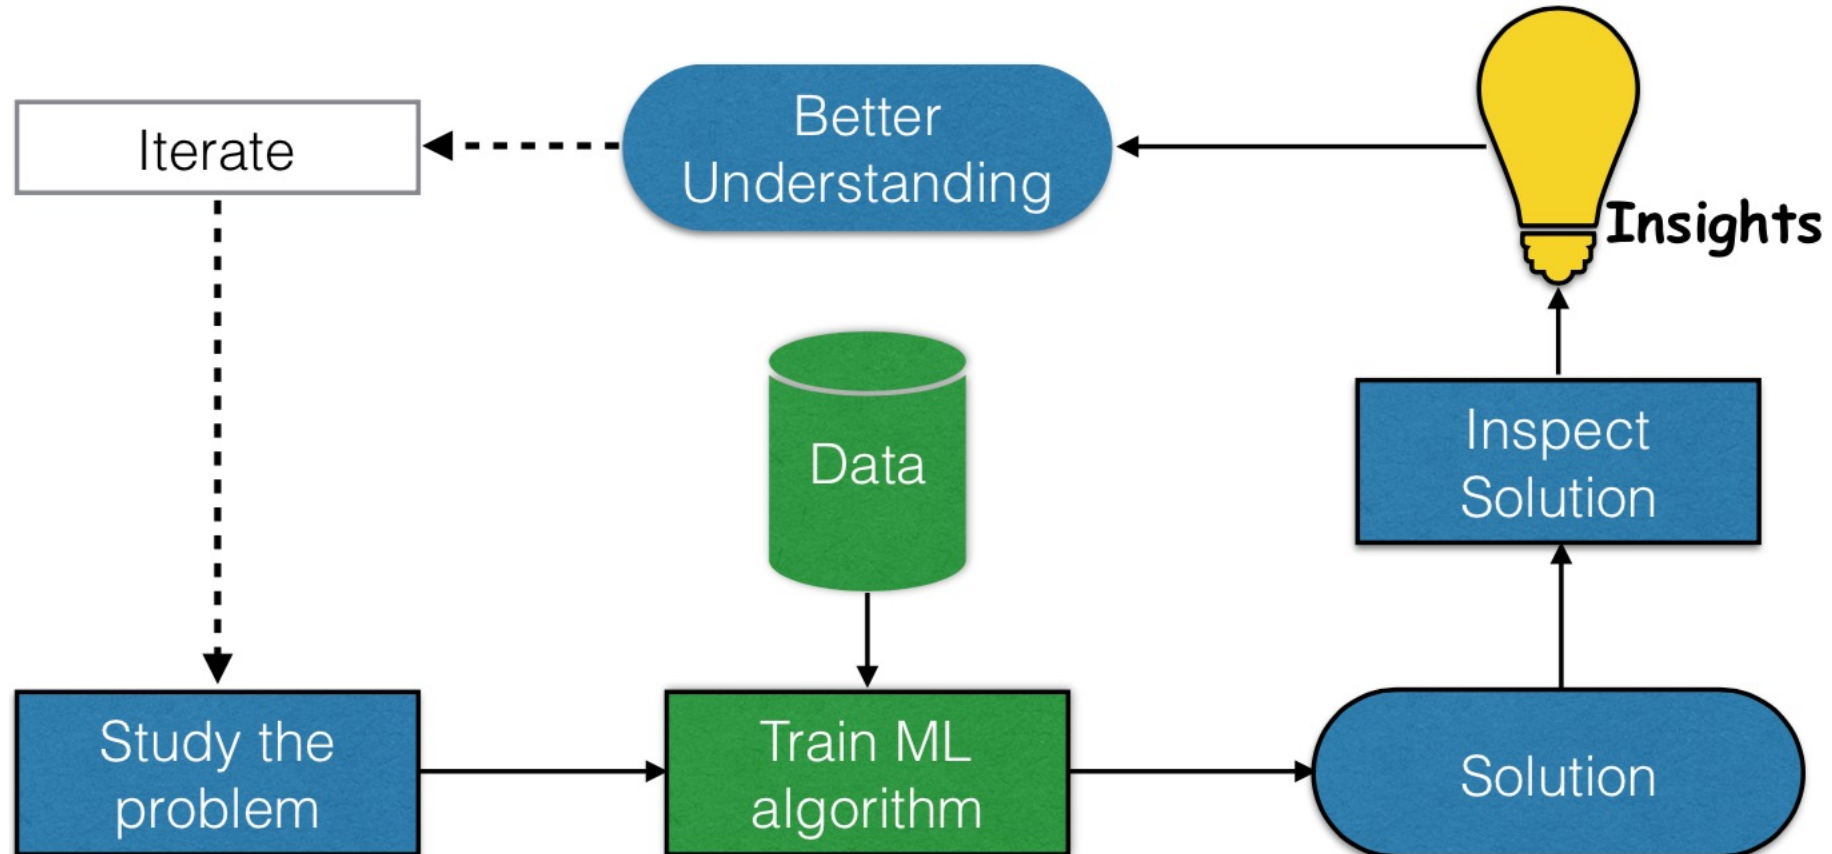 Iterate
Better
Understanding
Insights
Data
Inspect
Solution
Study the
problem
Train ML
algorithm
Solution